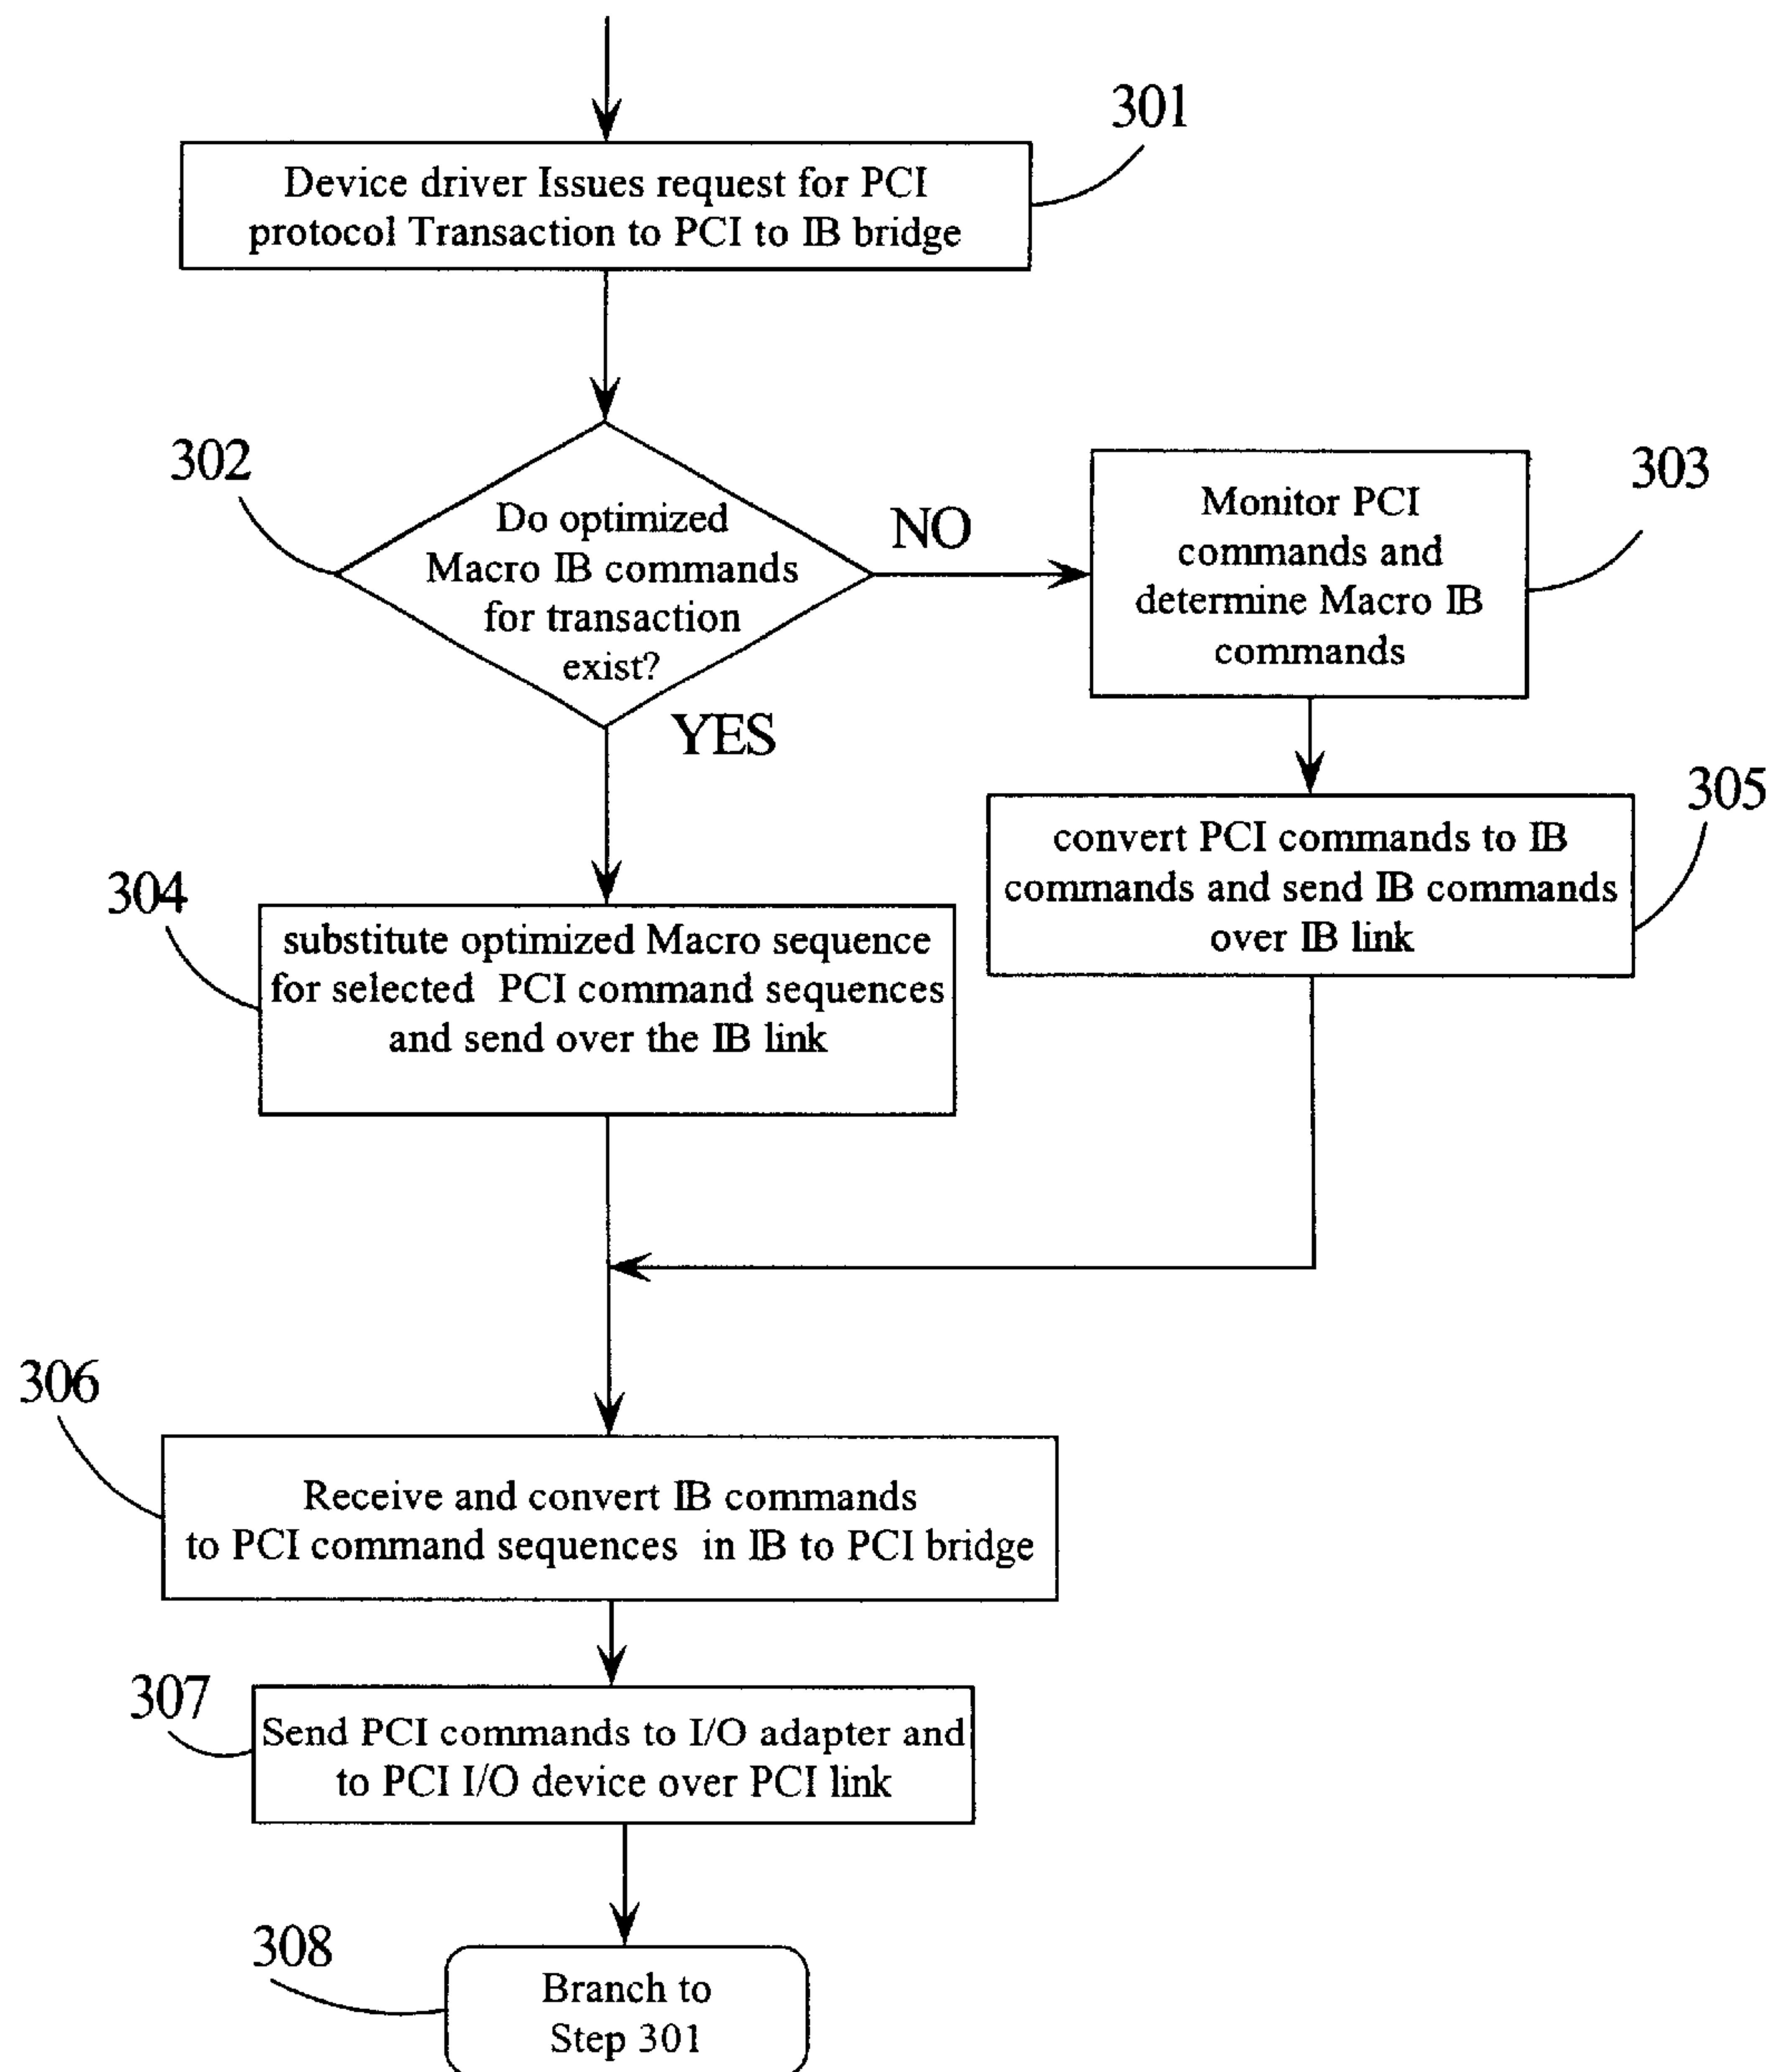 301
Device driver Issues request for PCI
protocol Transaction to PCI to IB bridge
302
Do optimized
Macro IB commands
for transaction
exist?
NO
303
Monitor PCI
commands and
determine Macro IB
commands
YES
305
convert PCI commands to IB
commands and send IB commands
over IB link
304
substitute optimized Macro sequence
for selected PCI command sequences
and send over the IB link
306
Receive and convert IB commands
to PCI command sequences in IB to PCI bridge
307
Send PCI commands to I/O adapter and
to PCI I/O device over PCI link
308
Branch to
Step 301